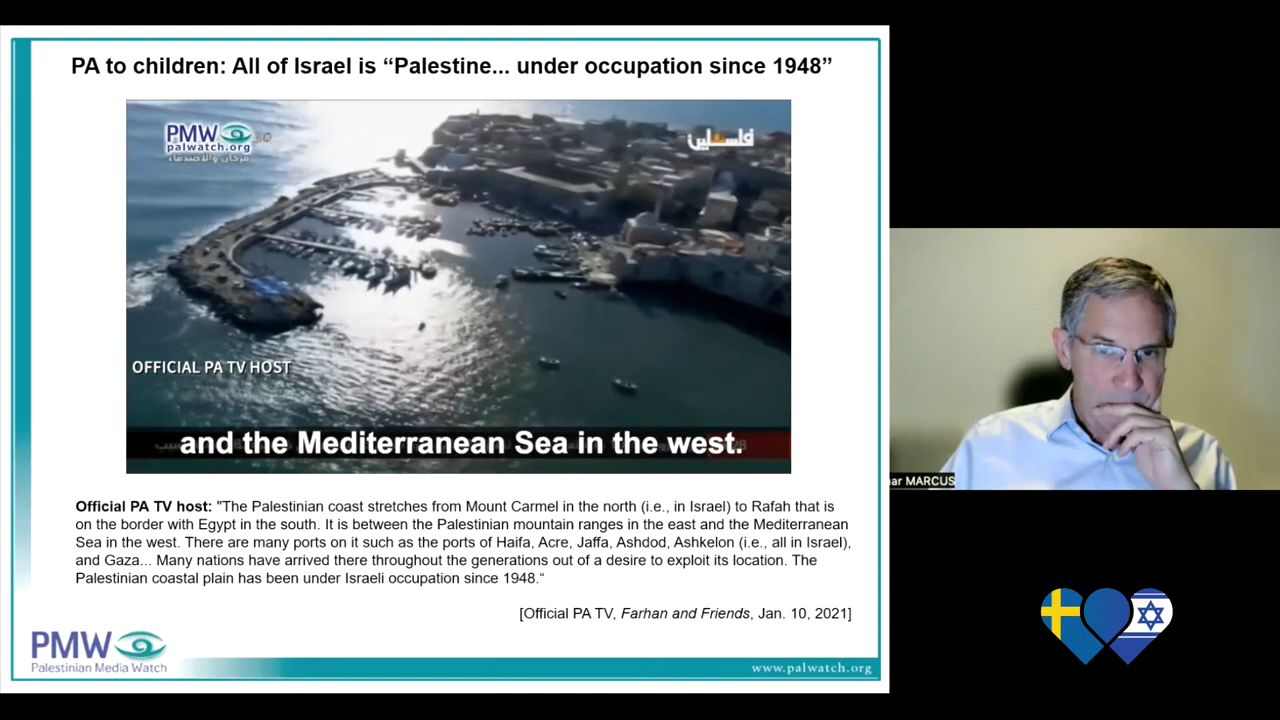 PA to children: All of Israel is “Palestine... under occupation since 1948”
PMW
palwatch.org
مرجان والأصدقاء
فلسطين
OFFICIAL PA TV HOST
and the Mediterranean Sea in the west.
Official PA TV host: "The Palestinian coast stretches from Mount Carmel in the north (i.e., in Israel) to Rafah that is
on the border with Egypt in the south. It is between the Palestinian mountain ranges in the east and the Mediterranean
Sea in the west. There are many ports on it such as the ports of Haifa, Acre, Jaffa, Ashdod, Ashkelon (i.e., all in Israel),
and Gaza... Many nations have arrived there throughout the generations out of a desire to exploit its location. The
Palestinian coastal plain has been under Israeli occupation since 1948.“
[Official PA TV, Farhan and Friends, Jan. 10, 2021]
PMW
Palestinian Media Watch
www.palwatch.org
MARCUS